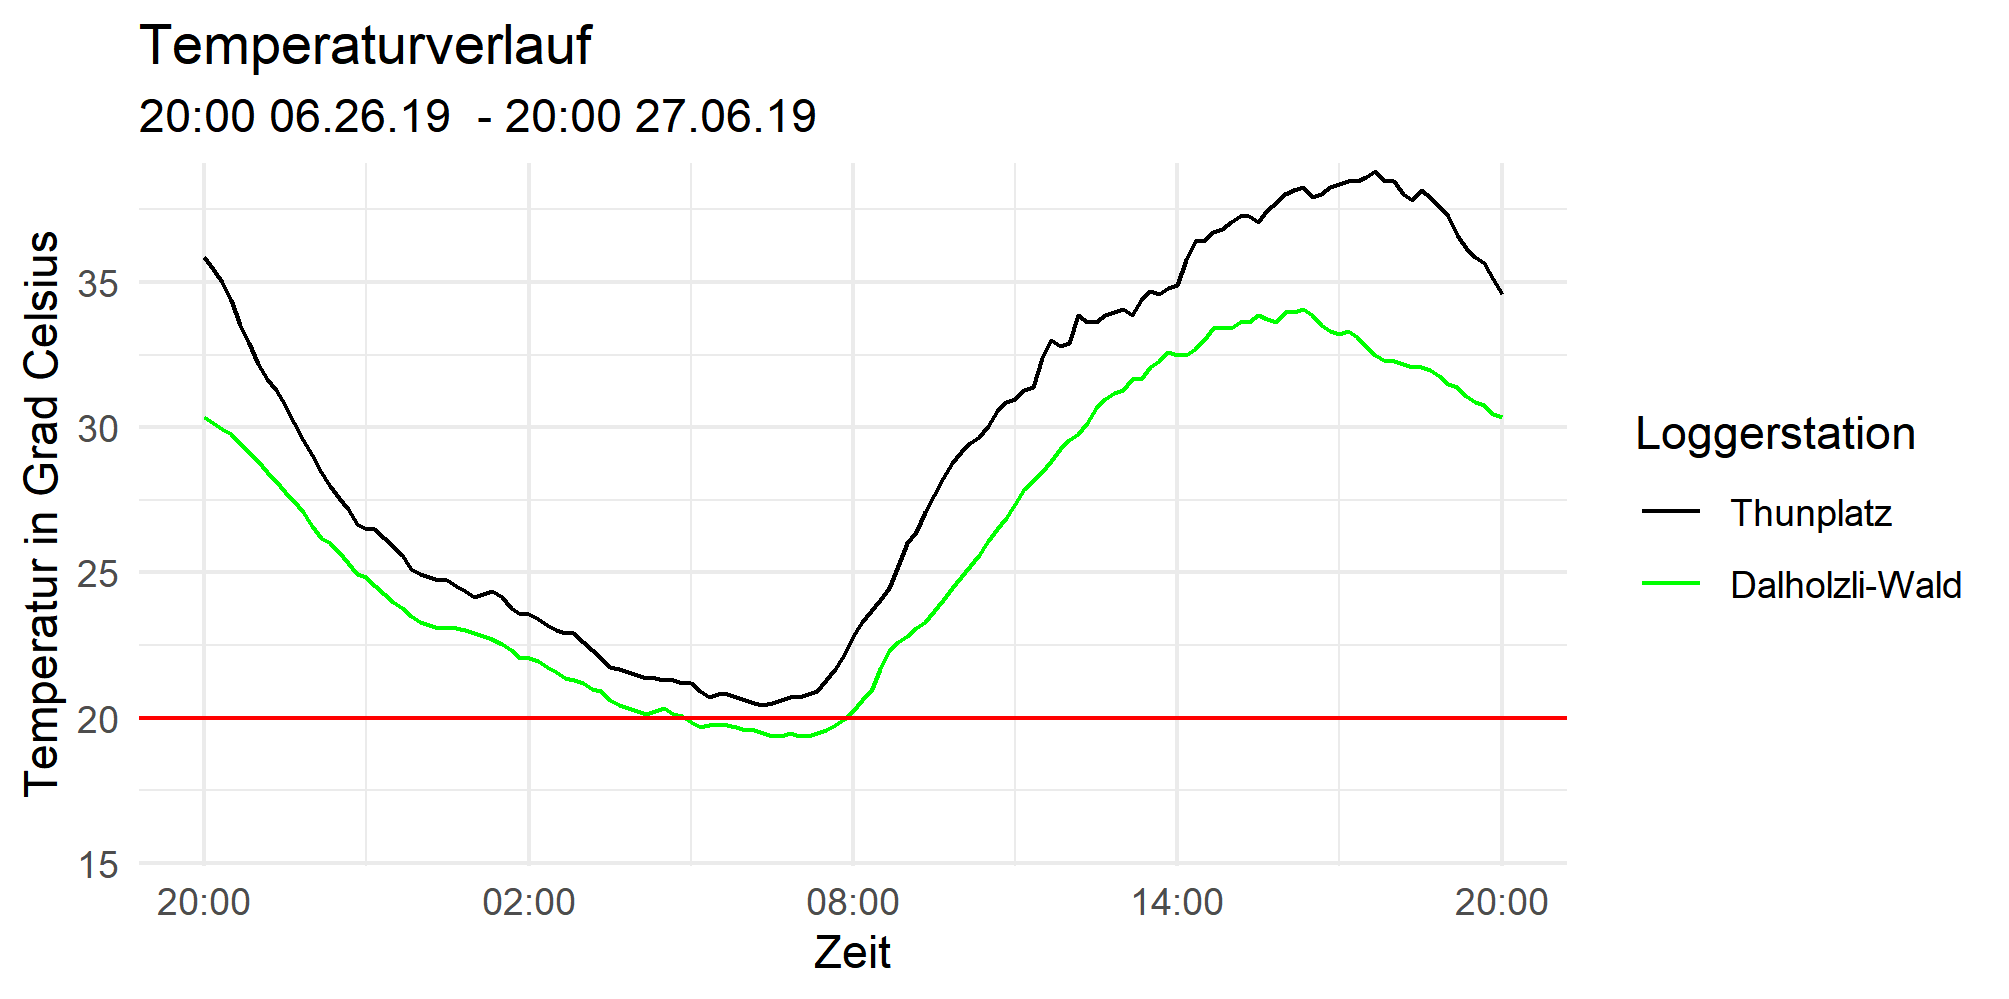 Temperaturverlauf
20:00 06.26.19  - 20:00 27.06.19
Temperatur in Grad Celsius
35
30
25
20
15
20:00 02:00 08:00 14:00 20:00
Zeit
Loggerstation
Thunplatz
Dalholzli-Wald